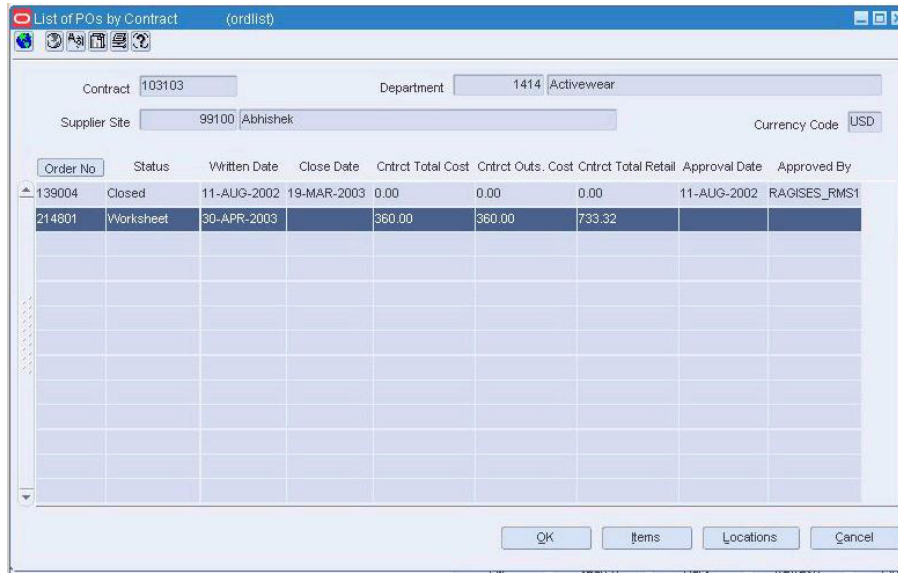 List of POs by Contract (ordlist)
Contract 103103 Department 1414 Activewear
Supplier Site 99100 Abhishek Currency Code USD
Order No Status Written Date Close Date Cntrct Total Cost Cntrct Outs. Cost Cntrct Total Retail Approval Date Approved By
139004 Closed 11-AUG-2002 19-MAR-2003 0.00 0.00 0.00 11-AUG-2002 RAGISES_RMS1
214801 Worksheet 30-APR-2003 360.00 360.00 733.32
OK Items Locations Cancel